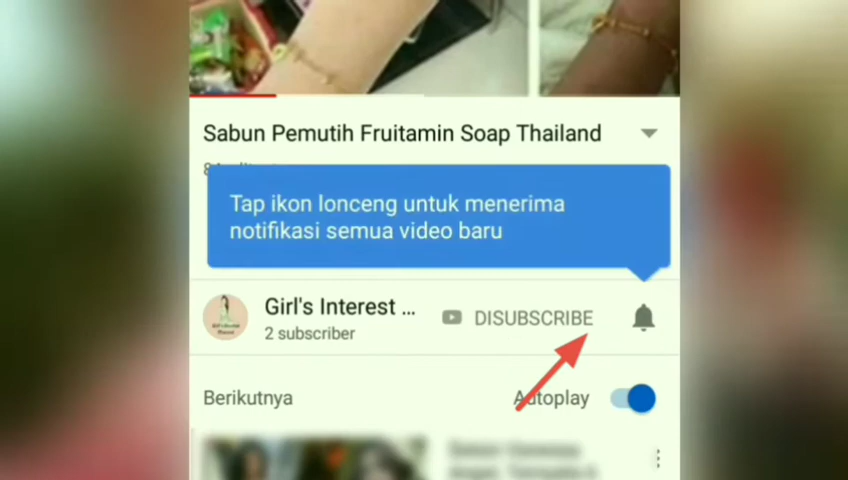 Sabun Pemutih Fruitamin Soap Thailand
Tap ikon lonceng untuk menerima
notifikasi semua video baru
Girl's Interest ...
DISUBSCRIBE
2 subscriber
Berikutnya
Autoplay